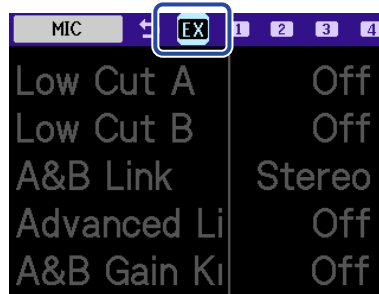 MIC EX 1 2 3 4
Low Cut A Off
Low Cut B Off
A&B Link Stereo
Advanced Li Off
A&B Gain Kı Off